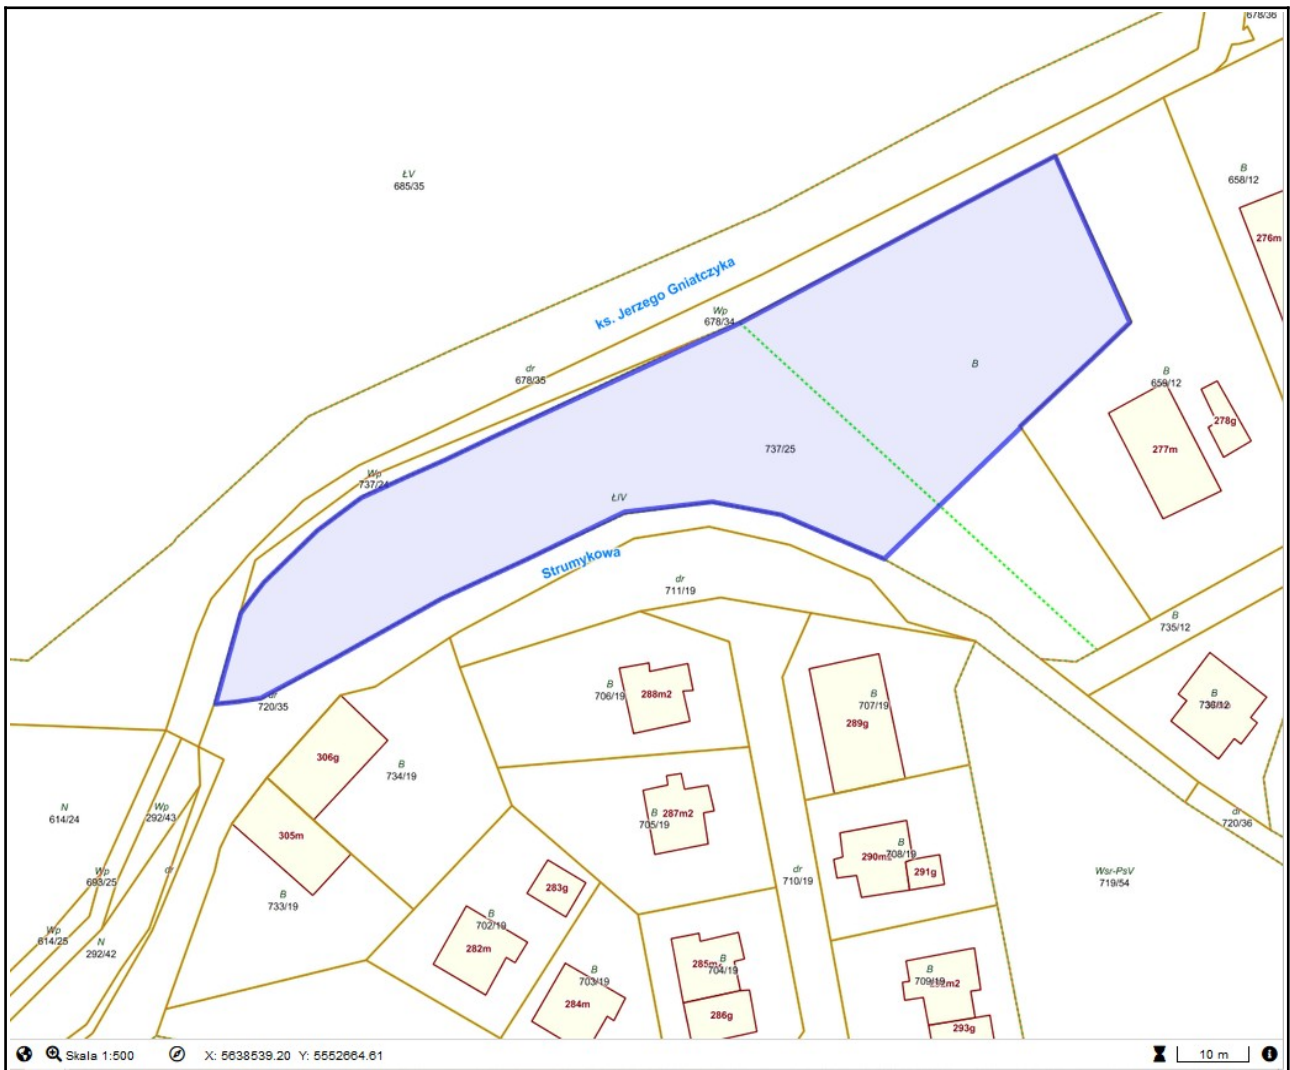 678/36
ŁV
685/35
B
658/12
276m
ks. Jerzego Gniatczyka
Wp
678/34
dr
678/35
B
B
659/12
278g
277m
737/25
Wp
737/24
ŁIV
Strumykowa
dr
711/19
B
735/12
dr
720/35
B
706/19
288m2
B
707/19
289g
B
306g
B
734/19
N
614/24
Wp
292/43
305m
B
705/19
287m2
dr
720/36
B
708/19
291g
Wp
693/25
dr
283g
dr
710/19
Wsr-PsV
719/54
B
733/19
B
702/19
282m
Wp
614/25
N
292/42
B
703/19
284m
B
704/19
286g
B
709/19
293g
Skala 1:500
X: 5638539.20 Y: 5552664.61
10 m